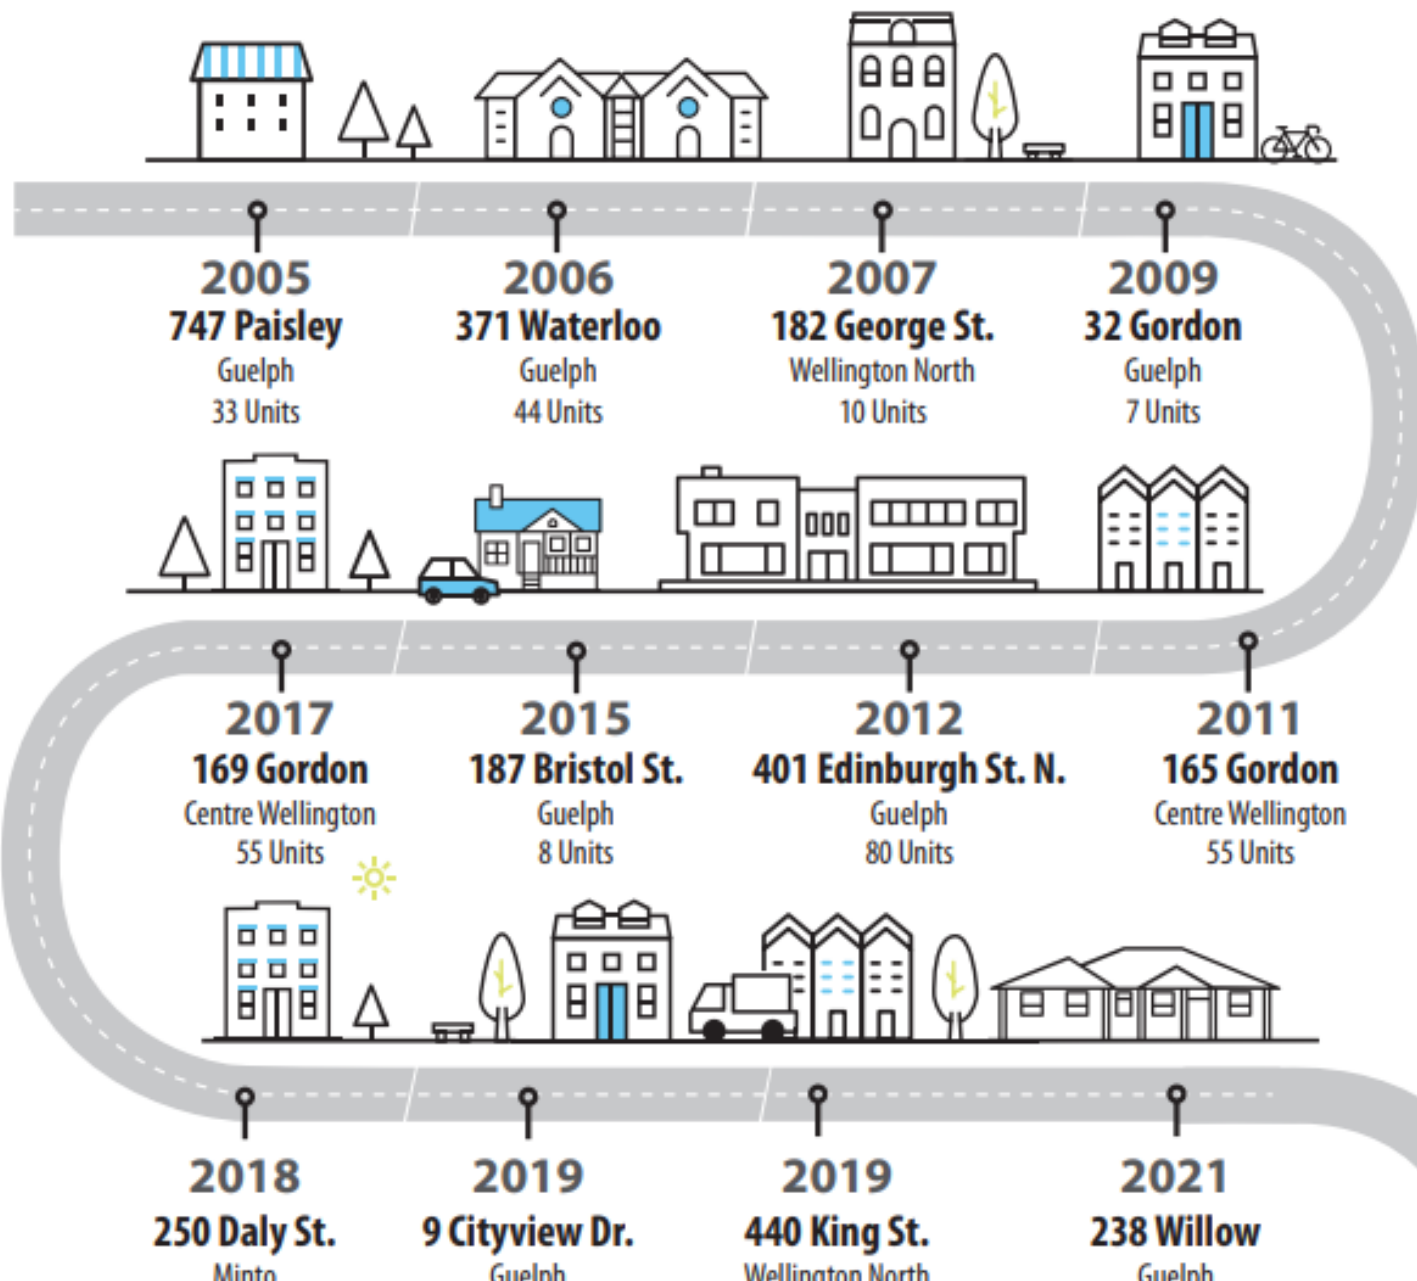 2005
747 Paisley
Guelph
33 Units
2006
371 Waterloo
Guelph
44 Units
2007
182 George St.
Wellington North
10 Units
2009
32 Gordon
Guelph
7 Units
2011
165 Gordon
Centre Wellington
55 Units
2012
401 Edinburgh St. N.
Guelph
80 Units
2015
187 Bristol St.
Guelph
8 Units
2017
169 Gordon
Centre Wellington
55 Units
2018
250 Daly St.
Minto
2019
9 Cityview Dr.
Guelph
2019
440 King St.
Wellington North
2021
238 Willow
Guelph